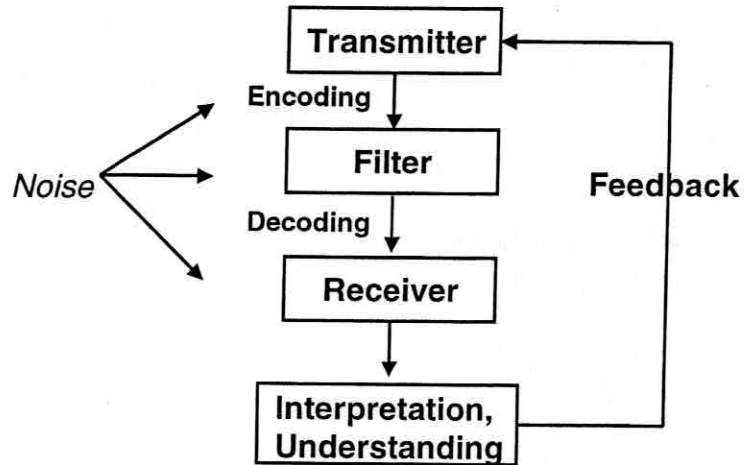 Transmitter
Encoding
Filter
Noise
Feedback
Decoding
Receiver
Interpretation,
Understanding